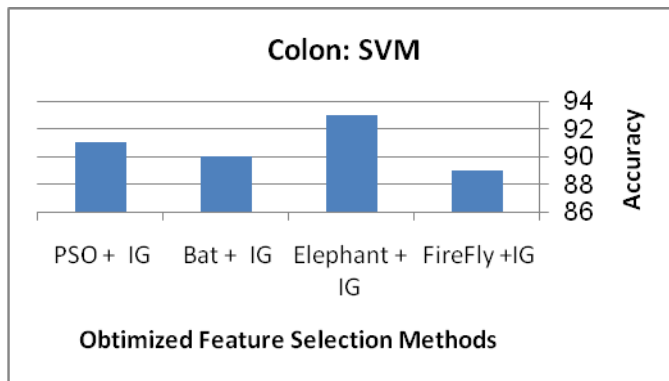 Colon: SVM
94
92
90
88
86
Accuracy
PSO + IG
Bat + IG
Elephant +
IG
FireFly +IG
Obtimized Feature Selection Methods